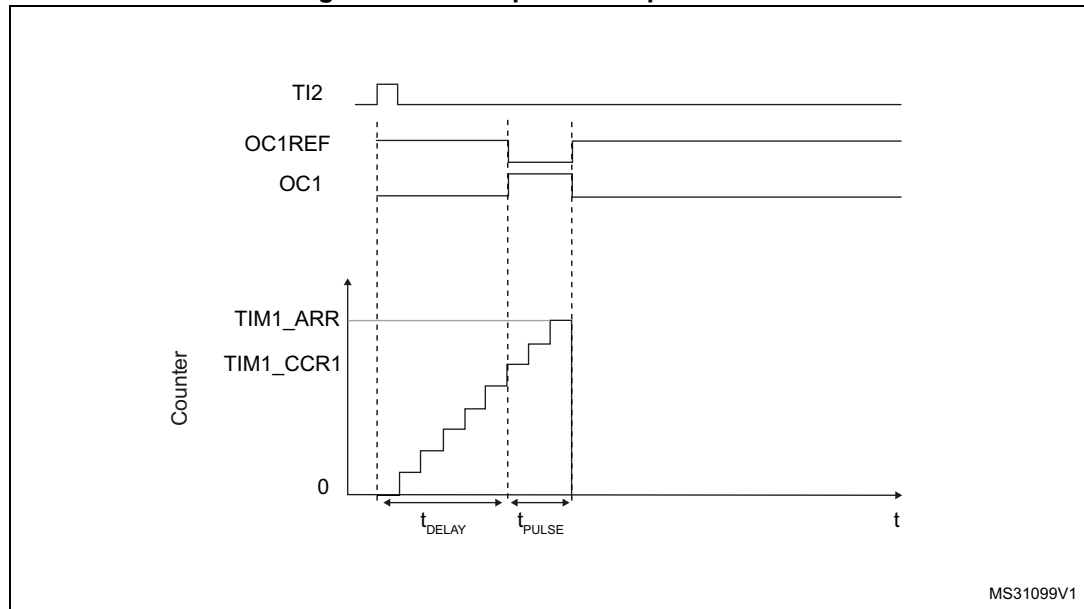 TI2
OC1REF
OC1
TIM1_ARR
TIM1_CCR1
Counter
0
tDELAY
tPULSE
t
MS31099V1